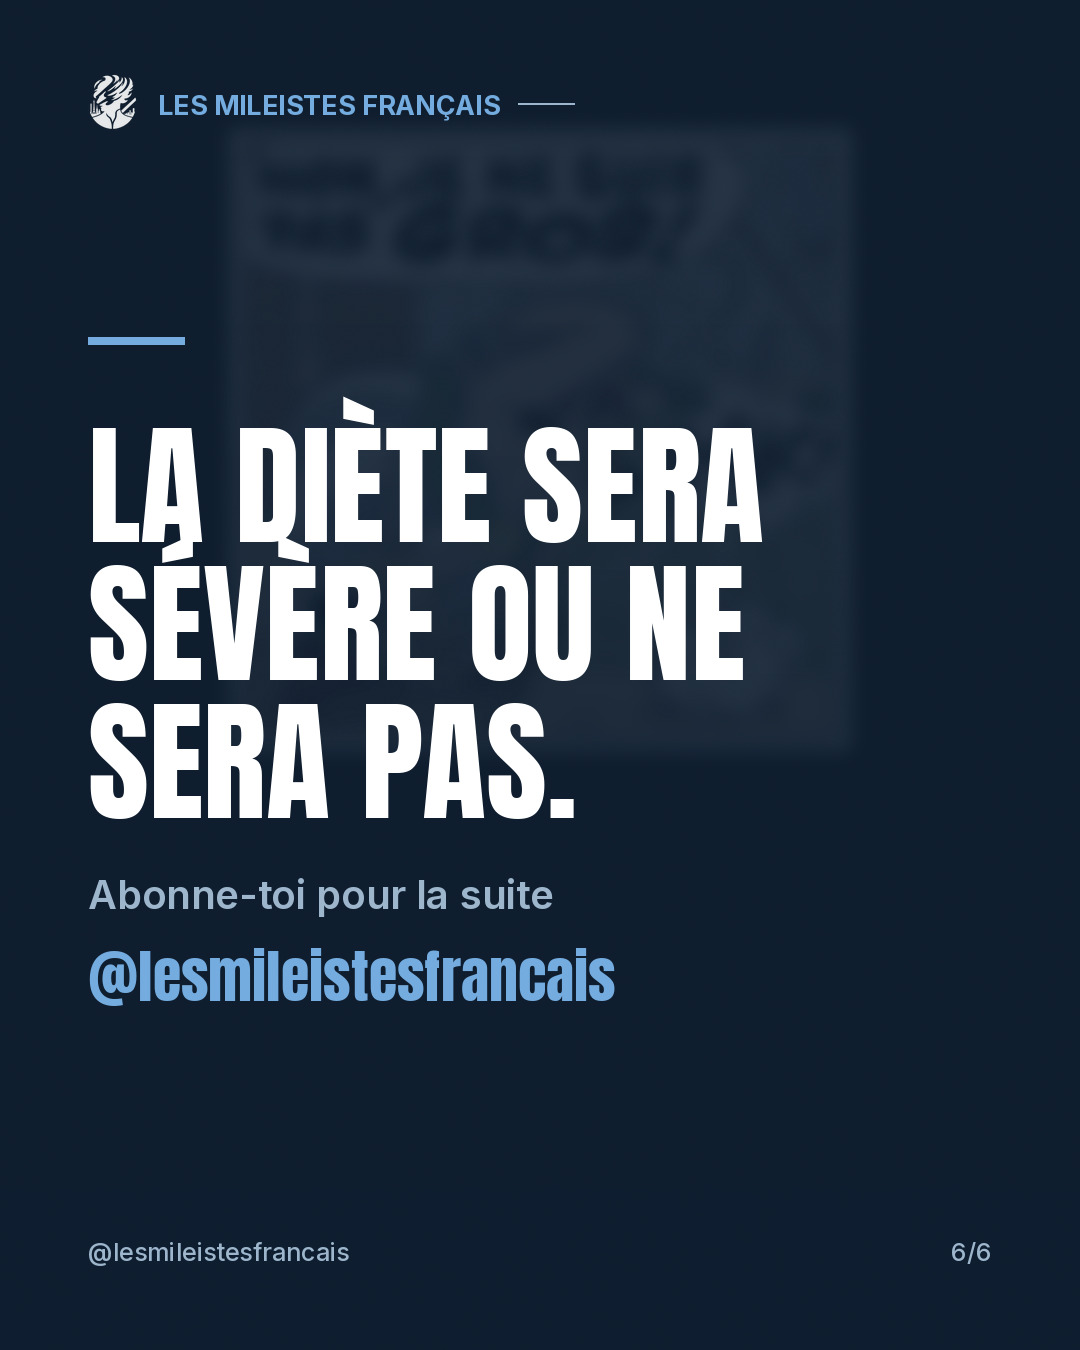 LES MILEISTES FRANÇAIS
LA DIÈTE SERA
SÉVÈRE OU NE
SERA PAS.
Abonne-toi pour la suite
@lesmileistesfrancais
@lesmileistesfrancais
6/6